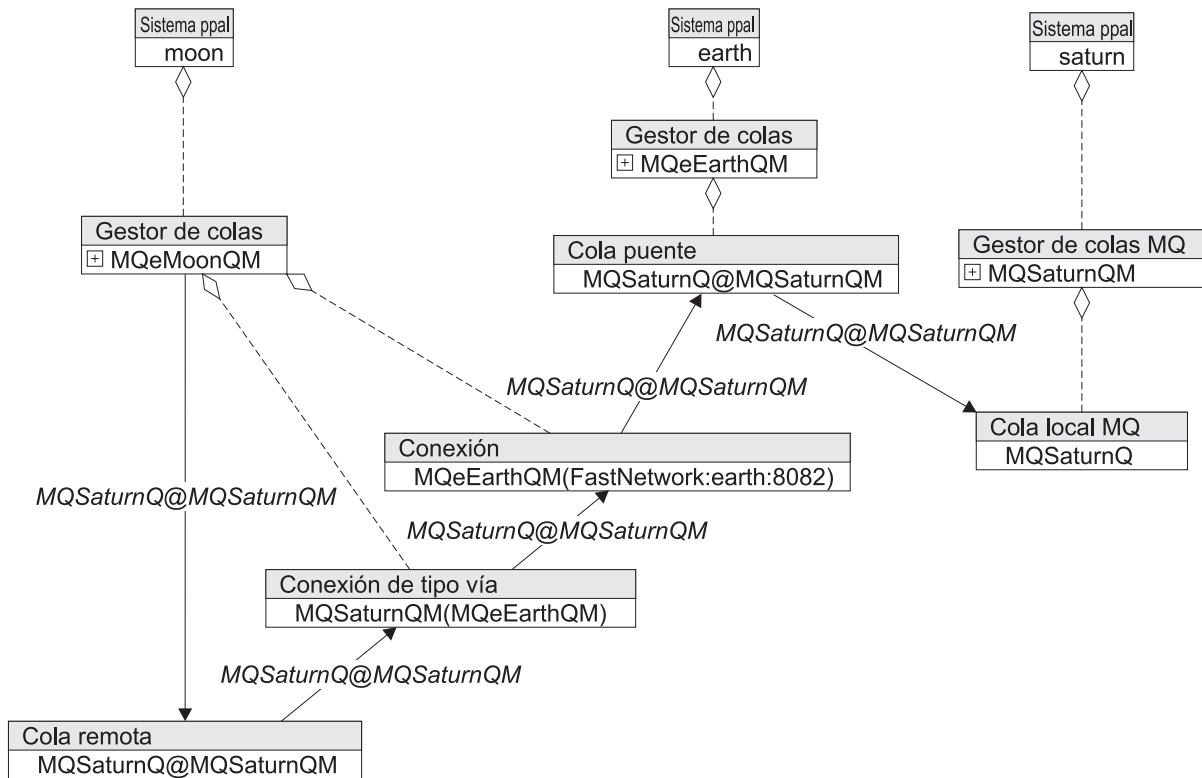 Sistema ppal
moon
Sistema ppal
earth
Sistema ppal
saturn
Gestor de colas
+ MQeEarthQM
Gestor de colas
+ MQeMoonQM
Cola puente
MQSaturnQ@MQSaturnQM
Gestor de colas MQ
+ MQSaturnQM
MQSaturnQ@MQSaturnQM
MQSaturnQ@MQSaturnQM
Cola local MQ
MQSaturnQ
Conexión
MQeEarthQM(FastNetwork:earth:8082)
MQSaturnQ@MQSaturnQM
MQSaturnQ@MQSaturnQM
Conexión de tipo vía
MQSaturnQM(MQeEarthQM)
MQSaturnQ@MQSaturnQM
Cola remota
MQSaturnQ@MQSaturnQM